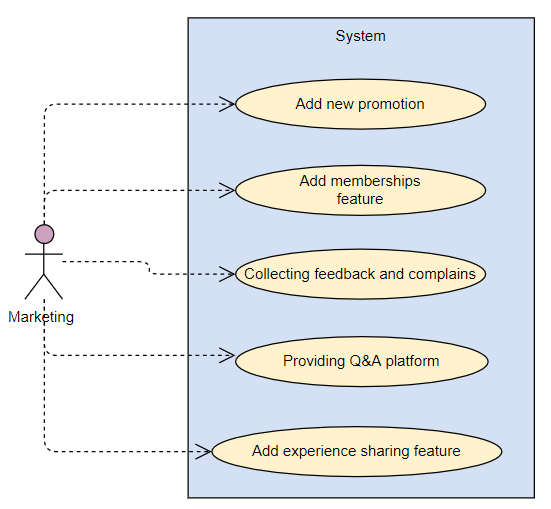 System
Add new promotion
Add memberships
feature
Collecting feedback and complains
Marketing
Providing Q&A platform
Add experience sharing feature